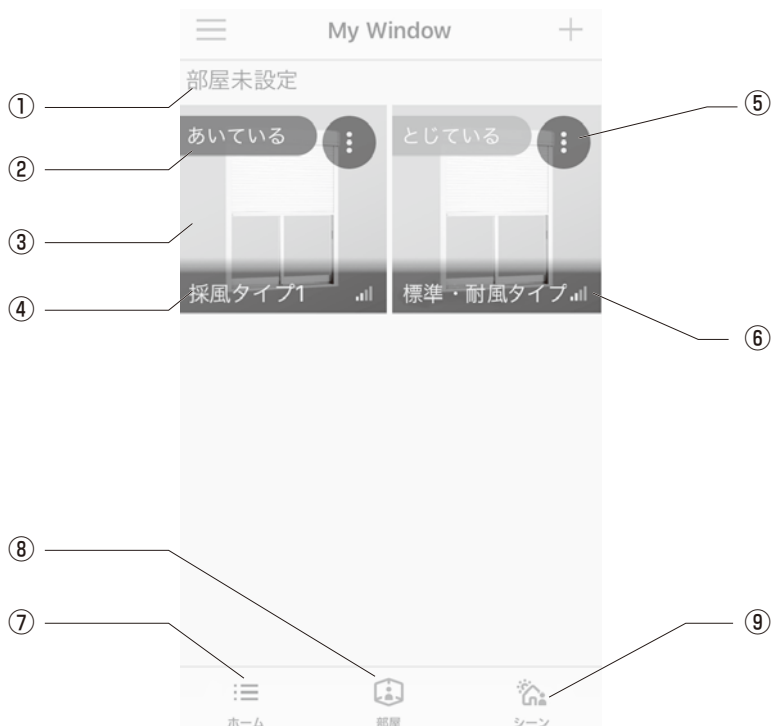 My Window
部屋未設定
① ⑤
あいている とじている
②
③
④ 採風タイプ1 標準・耐風タイプ
⑥
⑧
⑦ ⑨
ホーム 部屋 シーン